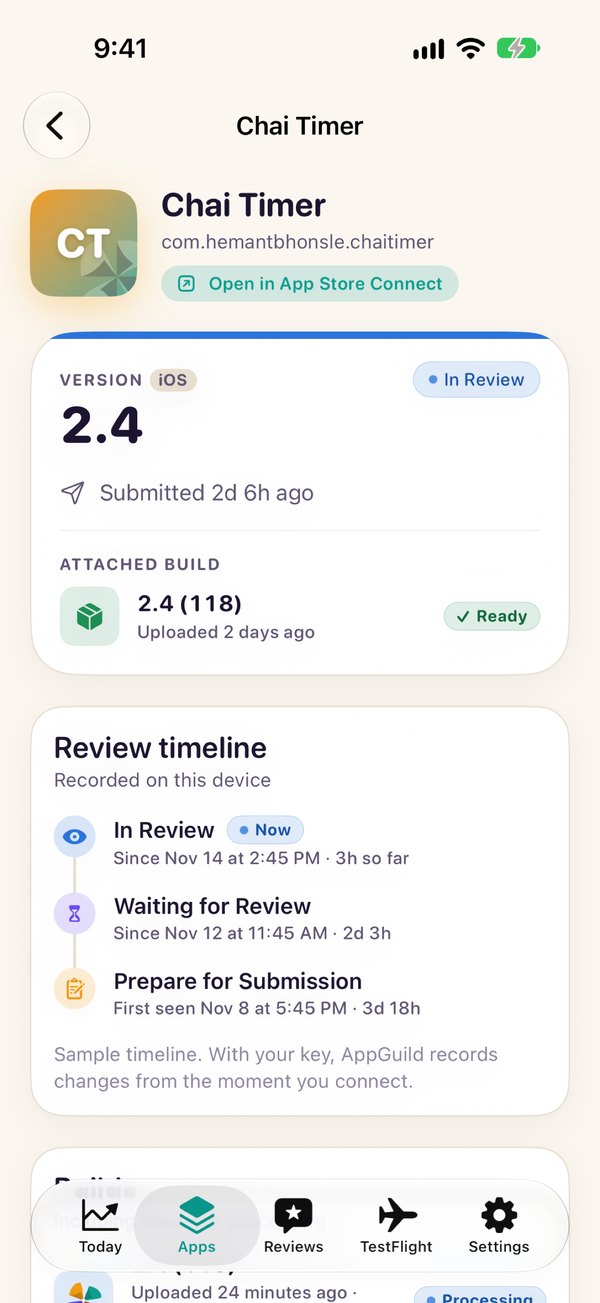 9:41
Chai Timer
CT
Chai Timer
com.hemantbhonsle.chaitimer
Open in App Store Connect
VERSION iOS
In Review
2.4
Submitted 2d 6h ago
ATTACHED BUILD
2.4 (118)
Uploaded 2 days ago
Ready
Review timeline
Recorded on this device
In Review
Now
Since Nov 14 at 2:45 PM · 3h so far
Waiting for Review
Since Nov 12 at 11:45 AM · 2d 3h
Prepare for Submission
First seen Nov 8 at 5:45 PM · 3d 18h
Sample timeline. With your key, AppGuild records
changes from the moment you connect.
Today
Apps
Reviews
TestFlight
Settings
Uploaded 24 minutes ago ·
Processing